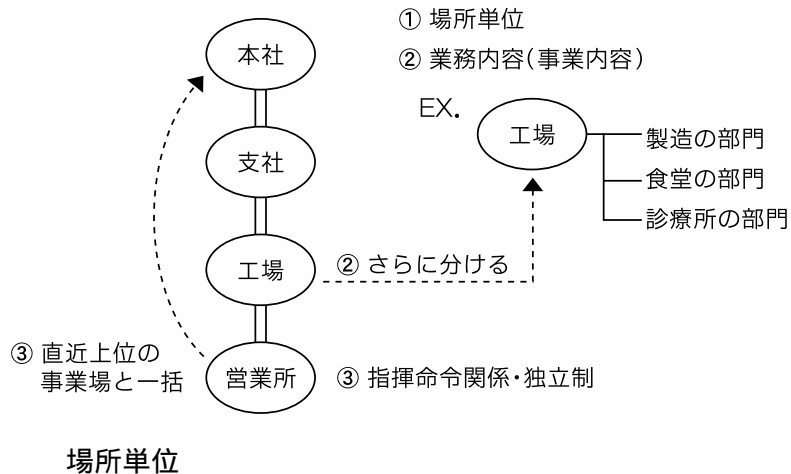 ① 場所単位
② 業務内容（事業内容）
本社
EX.
工場
製造の部門
食堂の部門
診療所の部門
支社
工場
② さらに分ける
③ 直近上位の
事業場と一括
営業所
③ 指揮命令関係・独立制
場所単位